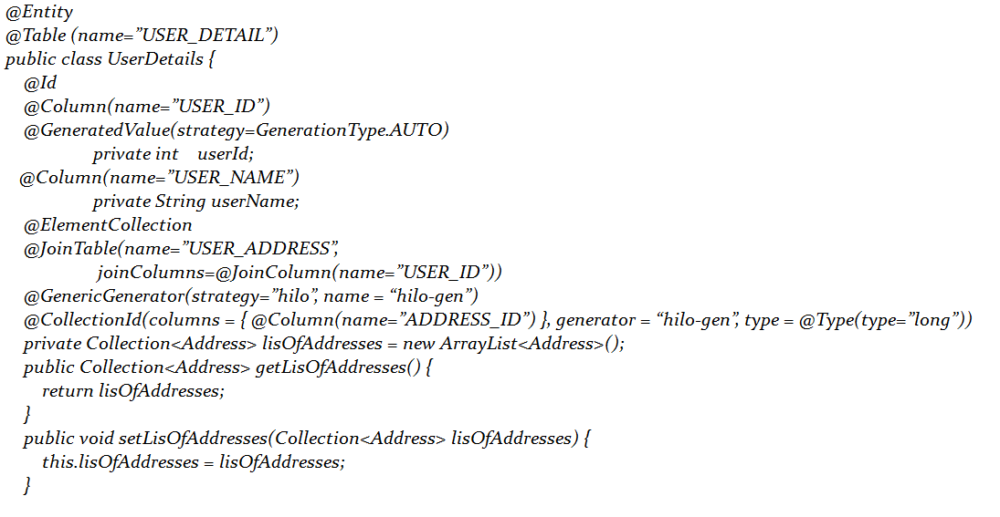 @Entity
@Table (name=”USER_DETAIL”)
public class UserDetails {
@Id
@Column(name=”USER_ID”)
@GeneratedValue(strategy=GenerationType.AUTO)
private int userId;
@Column(name=”USER_NAME”)
private String userName;
@ElementCollection
@JoinTable(name=”USER_ADDRESS”,
joinColumns=@JoinColumn(name=”USER_ID”))
@GenericGenerator(strategy=”hilo”, name = “hilo-gen”)
@CollectionId(columns = { @Column(name=”ADDRESS_ID”) }, generator = “hilo-gen”, type = @Type(type=”long”))
private Collection<Address> lisOfAddresses = new ArrayList<Address>();
public Collection<Address> getLisOfAddresses() {
return lisOfAddresses;
}
public void setLisOfAddresses(Collection<Address> lisOfAddresses) {
this.lisOfAddresses = lisOfAddresses;
}